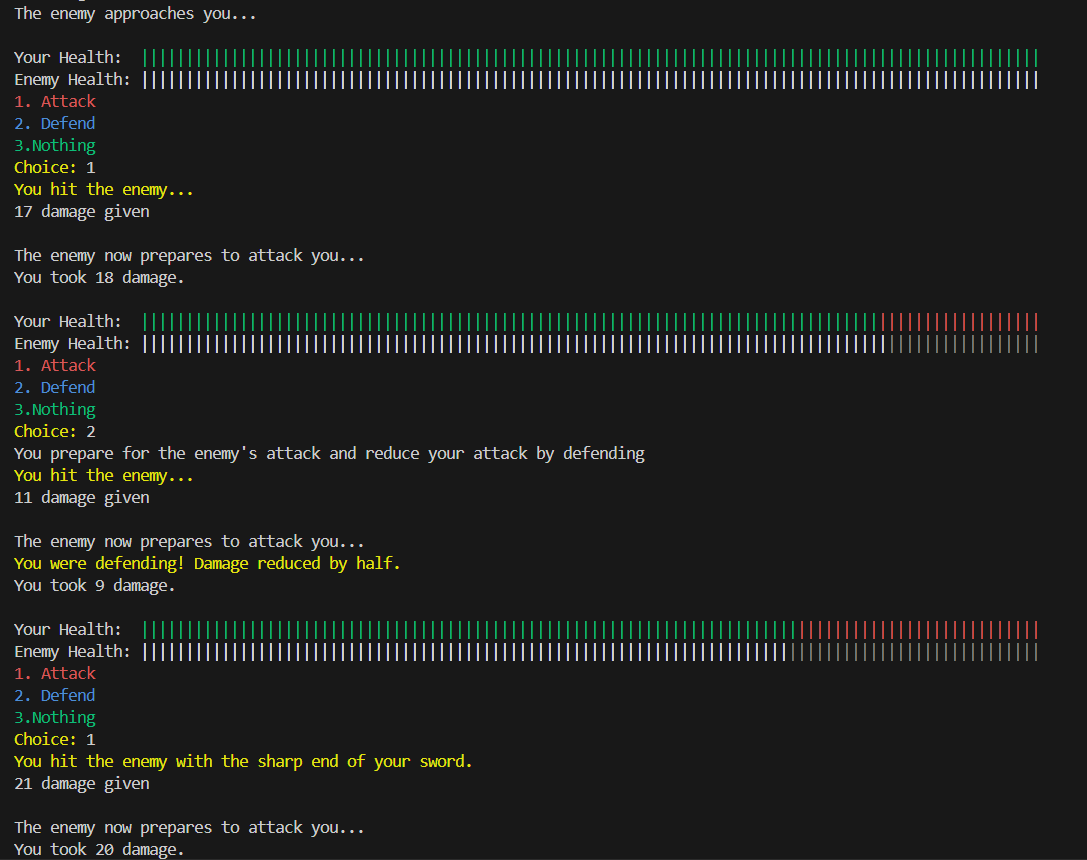 The enemy approaches you...
Your Health: ||||||||||||||||||||||||||||||||||||||||||||||||||||||||||||||||||||||||||||||||||||||||||||||||||||
Enemy Health: ||||||||||||||||||||||||||||||||||||||||||||||||||||||||||||||||||||||||||||||||||||||||||||||||||||
1. Attack
2. Defend
3.Nothing
Choice: 1
You hit the enemy...
17 damage given
The enemy now prepares to attack you...
You took 18 damage.
Your Health: ||||||||||||||||||||||||||||||||||||||||||||||||||||||||||||||||||||||||||||||||||||||||||||||||||||
Enemy Health: ||||||||||||||||||||||||||||||||||||||||||||||||||||||||||||||||||||||||||||||||||||||||||||||||||||
1. Attack
2. Defend
3.Nothing
Choice: 2
You prepare for the enemy's attack and reduce your attack by defending
You hit the enemy...
11 damage given
The enemy now prepares to attack you...
You were defending! Damage reduced by half.
You took 9 damage.
Your Health: ||||||||||||||||||||||||||||||||||||||||||||||||||||||||||||||||||||||||||||||||||||||||||||||||||||
Enemy Health: ||||||||||||||||||||||||||||||||||||||||||||||||||||||||||||||||||||||||||||||||||||||||||||||||||||
1. Attack
2. Defend
3.Nothing
Choice: 1
You hit the enemy with the sharp end of your sword.
21 damage given
The enemy now prepares to attack you...
You took 20 damage.